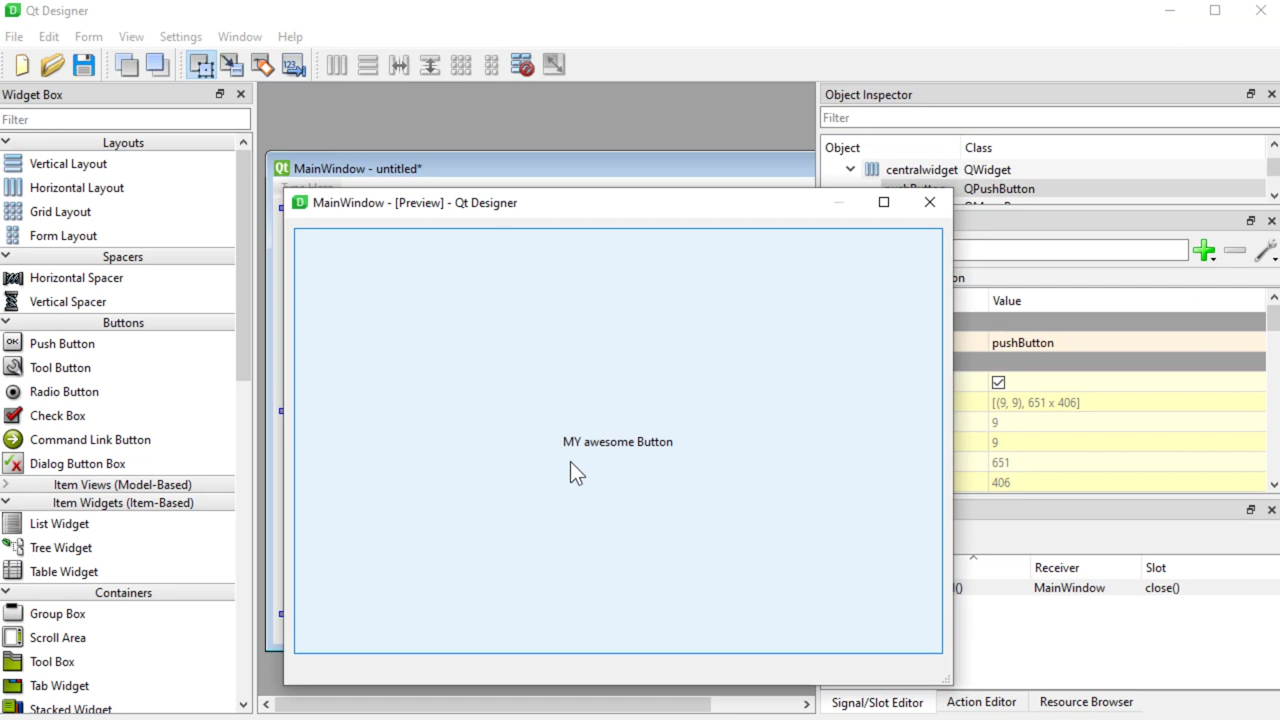 Qt Designer
File Edit Form View Settings Window Help
Widget Box
Filter
Layouts
Vertical Layout
Horizontal Layout
Grid Layout
Form Layout
Spacers
Horizontal Spacer
Vertical Spacer
Buttons
Push Button
Tool Button
Radio Button
Check Box
Command Link Button
Dialog Button Box
Item Views (Model-Based)
Item Widgets (Item-Based)
List Widget
Tree Widget
Table Widget
Containers
Group Box
Scroll Area
Tool Box
Tab Widget
Stacked Widget
MainWindow - untitled*
MainWindow - [Preview] - Qt Designer
MY awesome Button
Object Inspector
Filter
Object Class
centralwidget QWidget
pushButton QPushButton
on
Value
pushButton
[(9, 9), 651 x 406]
9
9
651
406
Receiver Slot
() MainWindow close()
Signal/Slot Editor Action Editor Resource Browser